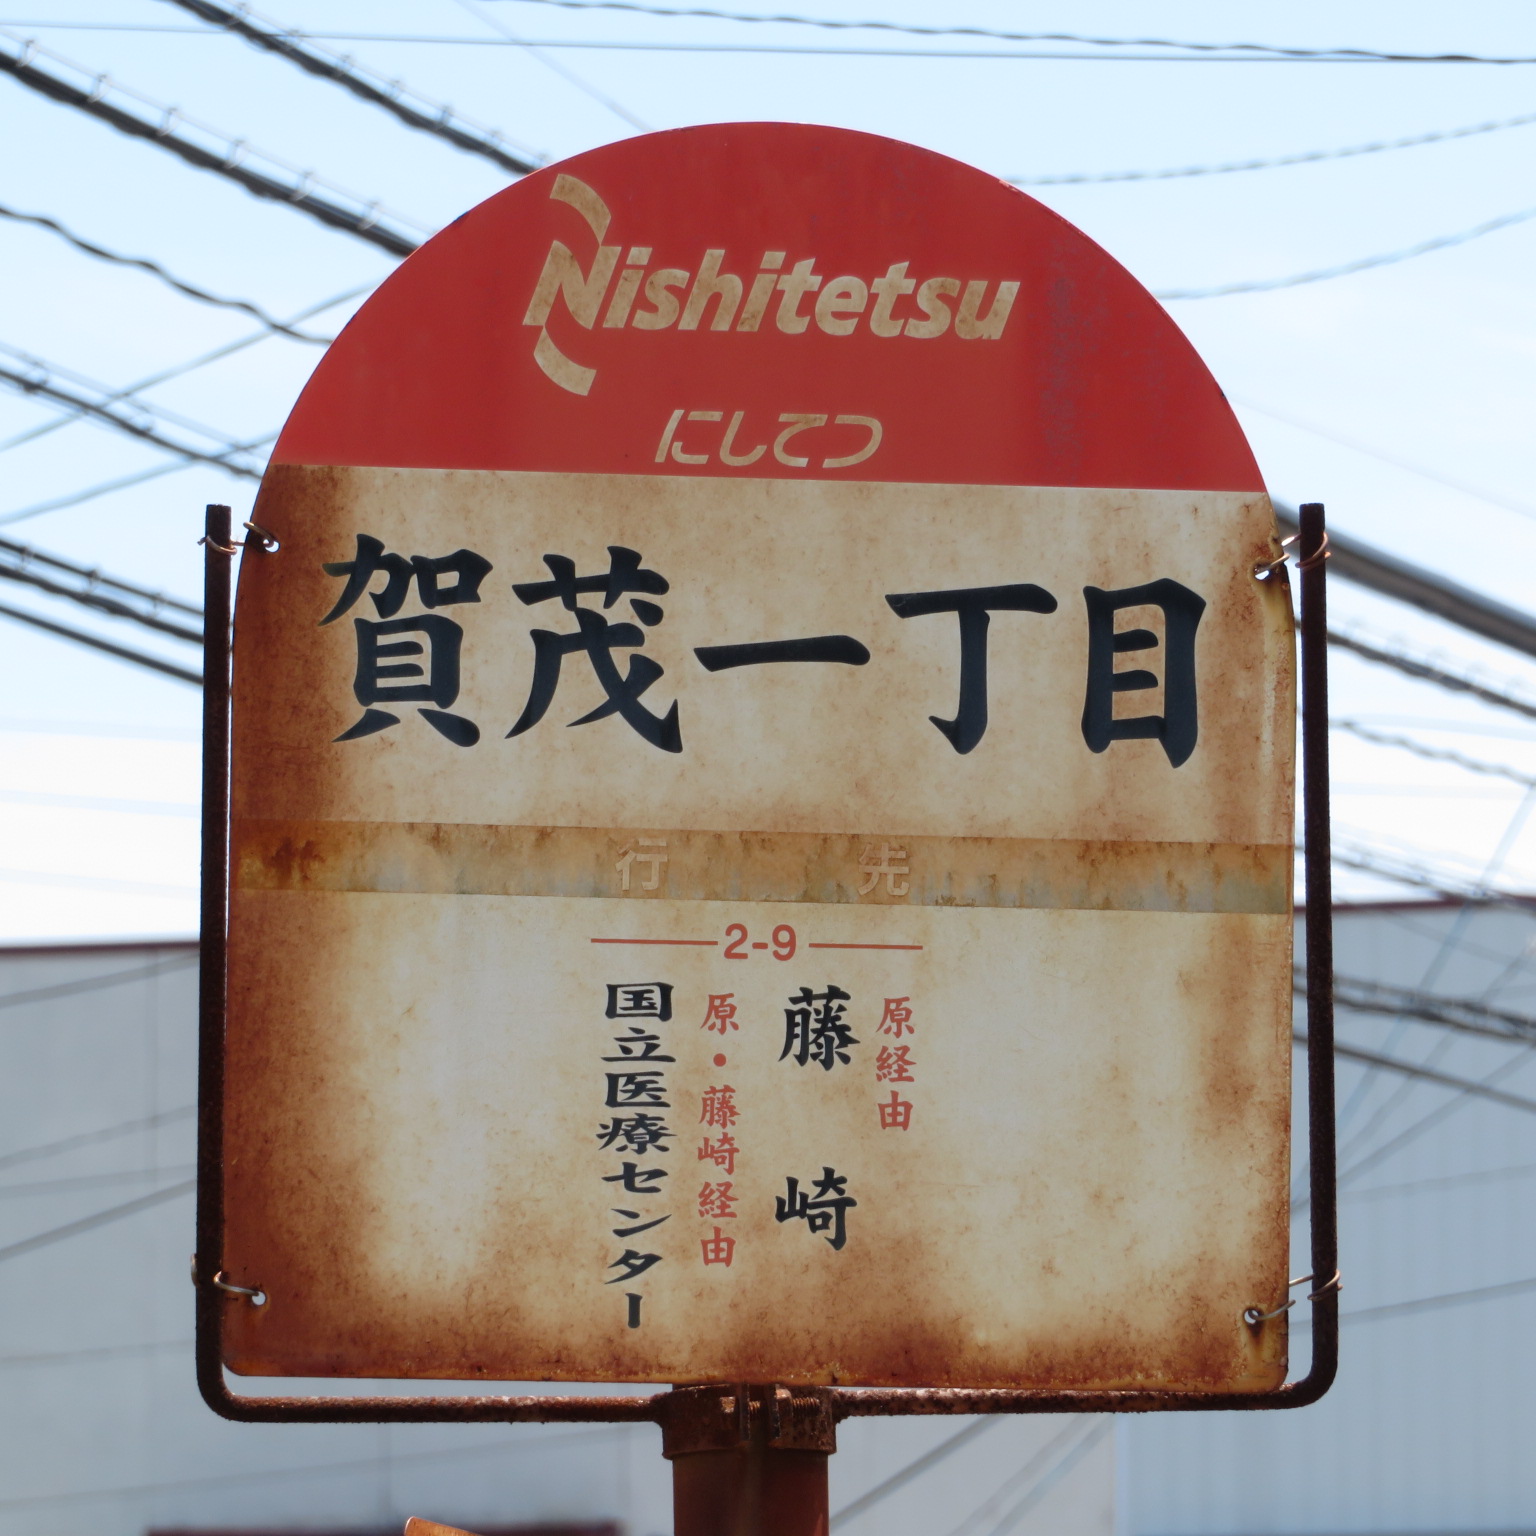 Nishitetsu
にしてつ
賀茂一丁目
行先
2-9
原経由
藤崎
原・藤崎経由
国立医療センター